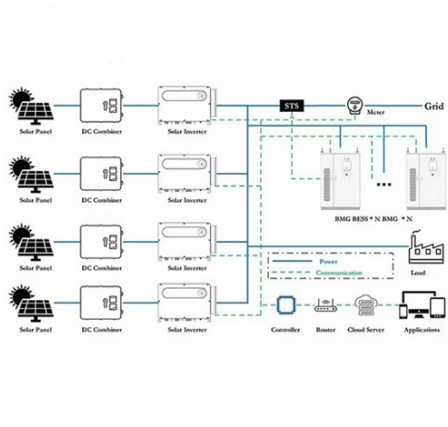 STS
Grid
Meter
Solar Panel
DC Combiner
Solar Inverter
Solar Panel
DC Combiner
Solar Inverter
BMG BESS * N BMG * N
Solar Panel
DC Combiner
Solar Inverter
Power
Communication
Load
Solar Panel
DC Combiner
Solar Inverter
Controller
Router
Cloud Server
Applications